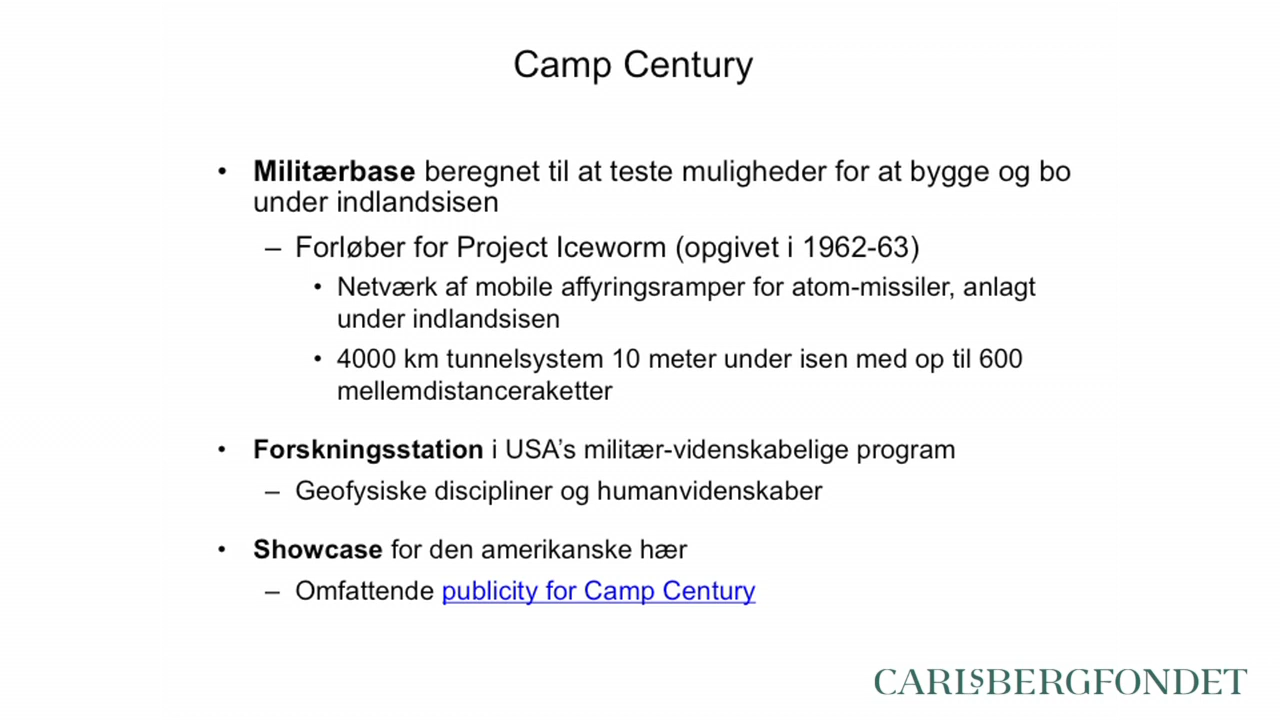 Camp Century
• Militærbase beregnet til at teste muligheder for at bygge og bo
under indlandsisen
– Forløber for Project Iceworm (opgivet i 1962-63)
• Netværk af mobile affyringsramper for atom-missiler, anlagt
under indlandsisen
• 4000 km tunnelsystem 10 meter under isen med op til 600
mellemdistanceraketter
• Forskningsstation i USA’s militær-videnskabelige program
– Geofysiske discipliner og humanvidenskaber
• Showcase for den amerikanske hær
– Omfattende publicity for Camp Century
CARLSBERGFONDET